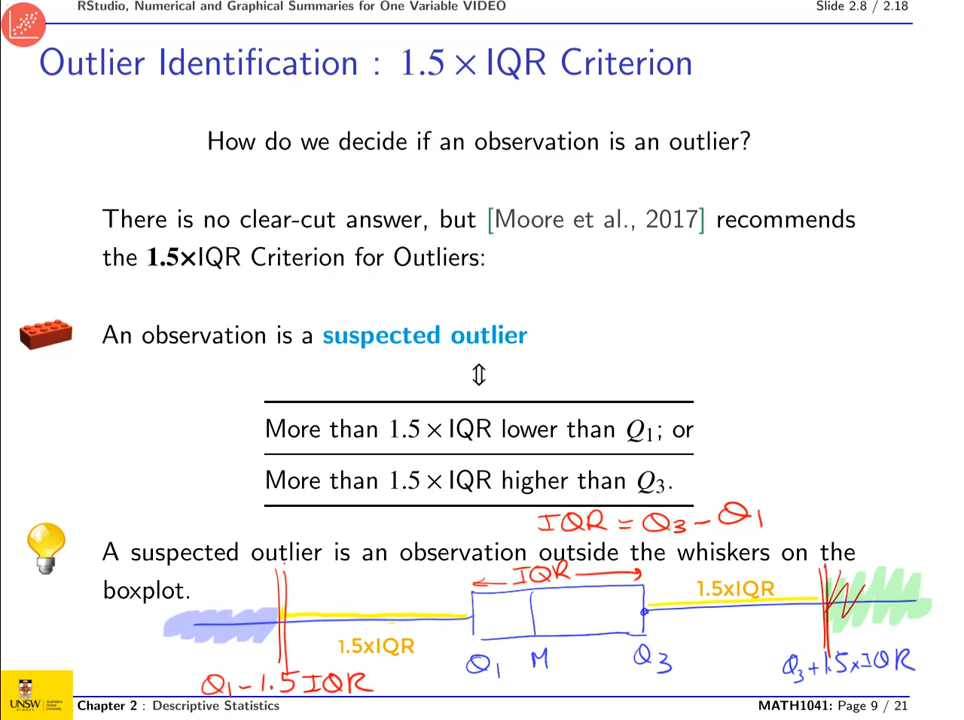 RStudio, Numerical and Graphical Summaries for One Variable VIDEO
Slide 2.8 / 2.18
Outlier Identification : 1.5 × IQR Criterion
How do we decide if an observation is an outlier?
There is no clear-cut answer, but [Moore et al., 2017] recommends
the 1.5×IQR Criterion for Outliers:
An observation is a suspected outlier
⇕
More than 1.5 × IQR lower than Q₁; or
More than 1.5 × IQR higher than Q₃.
IQR = Q₃ - Q₁
A suspected outlier is an observation outside the whiskers on the
boxplot.
IQR
1.5xIQR
1.5xIQR
Q₁ M Q₃
Q₁ - 1.5 IQR
Q₃ + 1.5 x IQR
UNSW
Chapter 2 : Descriptive Statistics
MATH1041: Page 9 / 21